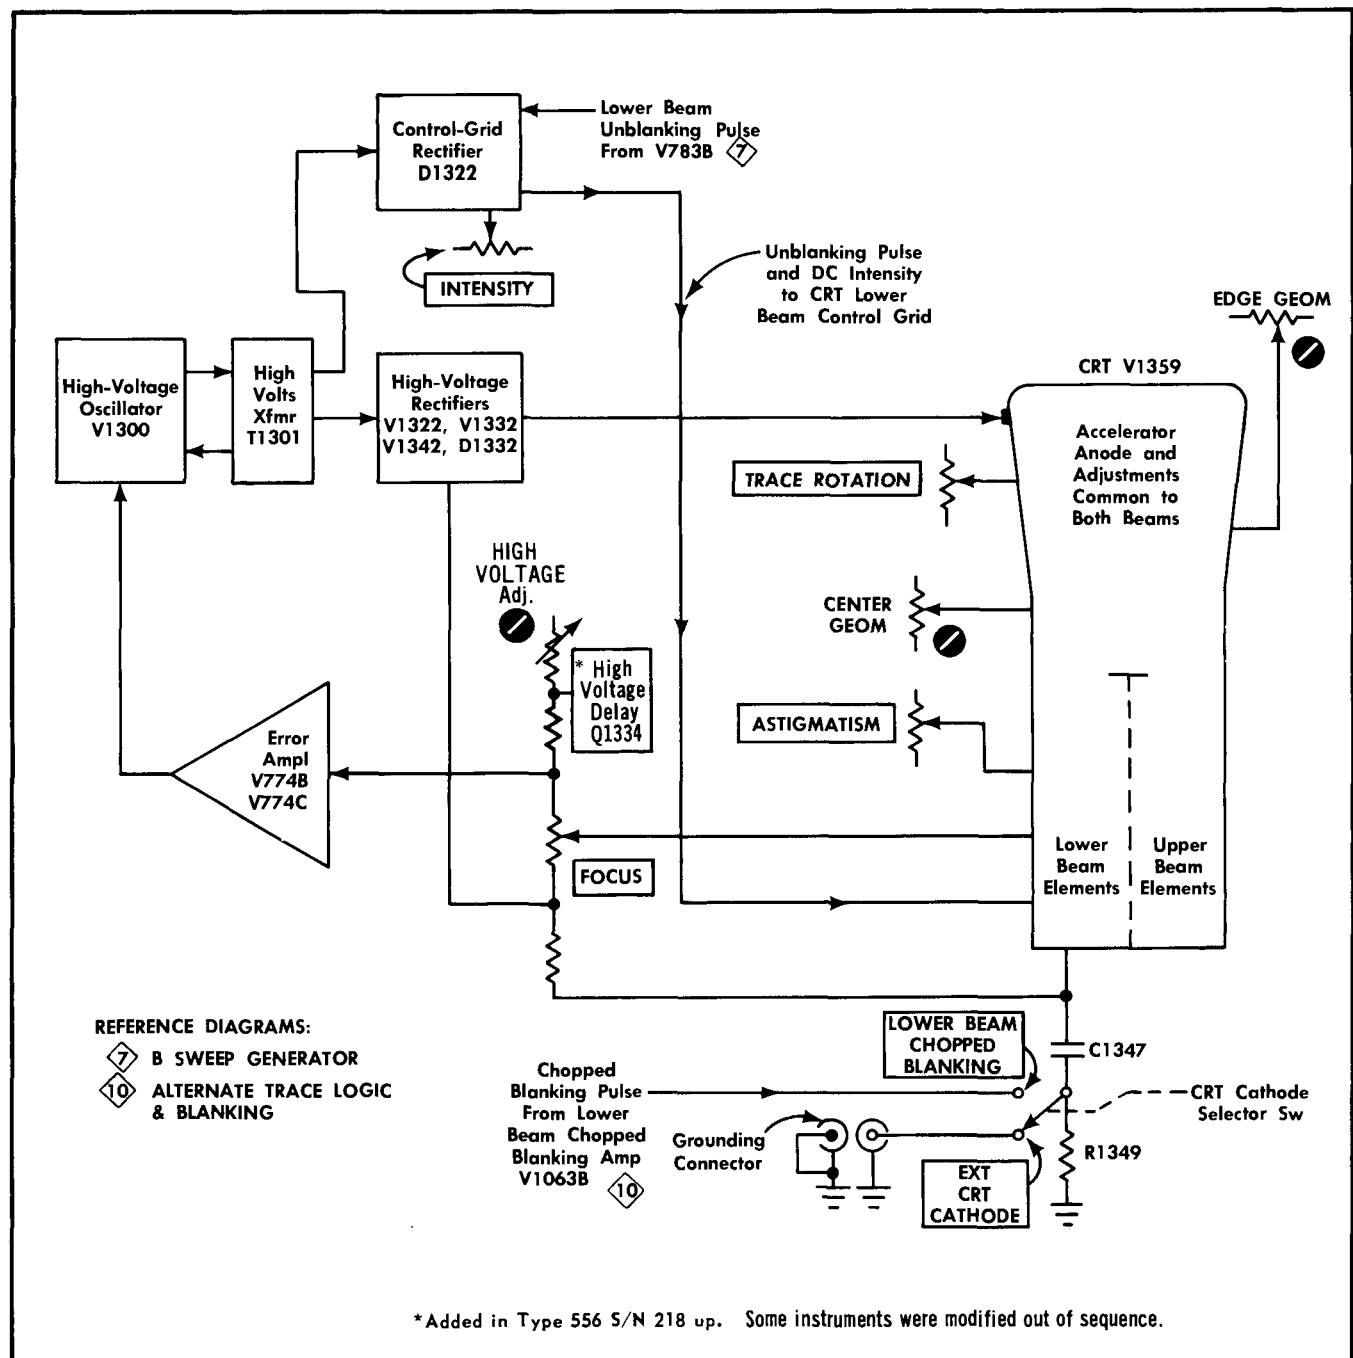 Control-Grid
Rectifier
D1322
Lower Beam
Unblanking Pulse
From V783B 7
INTENSITY
Unblanking Pulse
and DC Intensity
to CRT Lower
Beam Control Grid
EDGE GEOM
High-Voltage
Oscillator
V1300
High
Volts
Xfmr
T1301
High-Voltage
Rectifiers
V1322, V1332
V1342, D1332
CRT V1359
Accelerator
Anode and
Adjustments
Common to
Both Beams
TRACE ROTATION
HIGH
VOLTAGE
Adj.
CENTER
GEOM
* High
Voltage
Delay
Q1334
ASTIGMATISM
Error
Ampl
V774B
V774C
FOCUS
Lower
Beam
Elements
Upper
Beam
Elements
REFERENCE DIAGRAMS:
7 B SWEEP GENERATOR
10 ALTERNATE TRACE LOGIC
& BLANKING
LOWER BEAM
CHOPPED
BLANKING
C1347
Chopped
Blanking Pulse
From Lower
Beam Chopped
Blanking Amp
V1063B 10
Grounding
Connector
CRT Cathode
Selector Sw
R1349
EXT
CRT
CATHODE
*Added in Type 556 S/N 218 up. Some instruments were modified out of sequence.